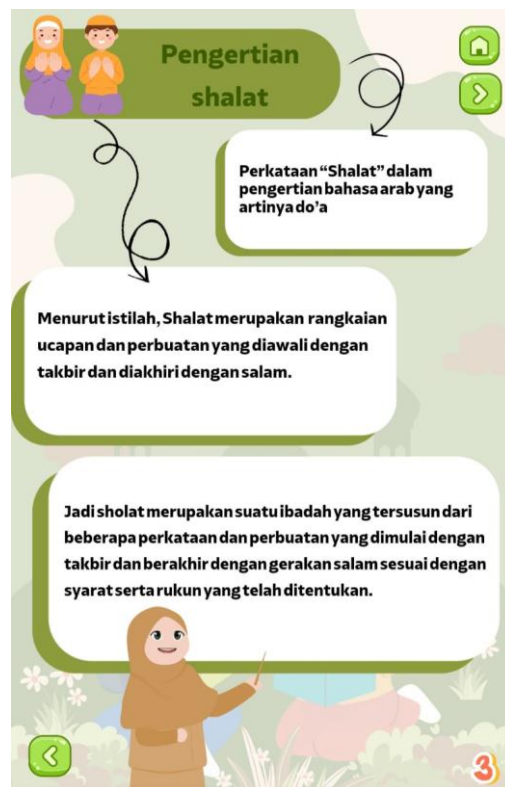 Pengertian
shalat
Perkataan “Shalat” dalam
pengertian bahasa arab yang
artinya do’a
Menurut istilah, Shalat merupakan rangkaian
ucapan dan perbuatan yang diawali dengan
takbir dan diakhiri dengan salam.
Jadi sholat merupakan suatu ibadah yang tersusun dari
beberapa perkataan dan perbuatan yang dimulai dengan
takbir dan berakhir dengan gerakan salam sesuai dengan
syarat serta rukun yang telah ditentukan.
3